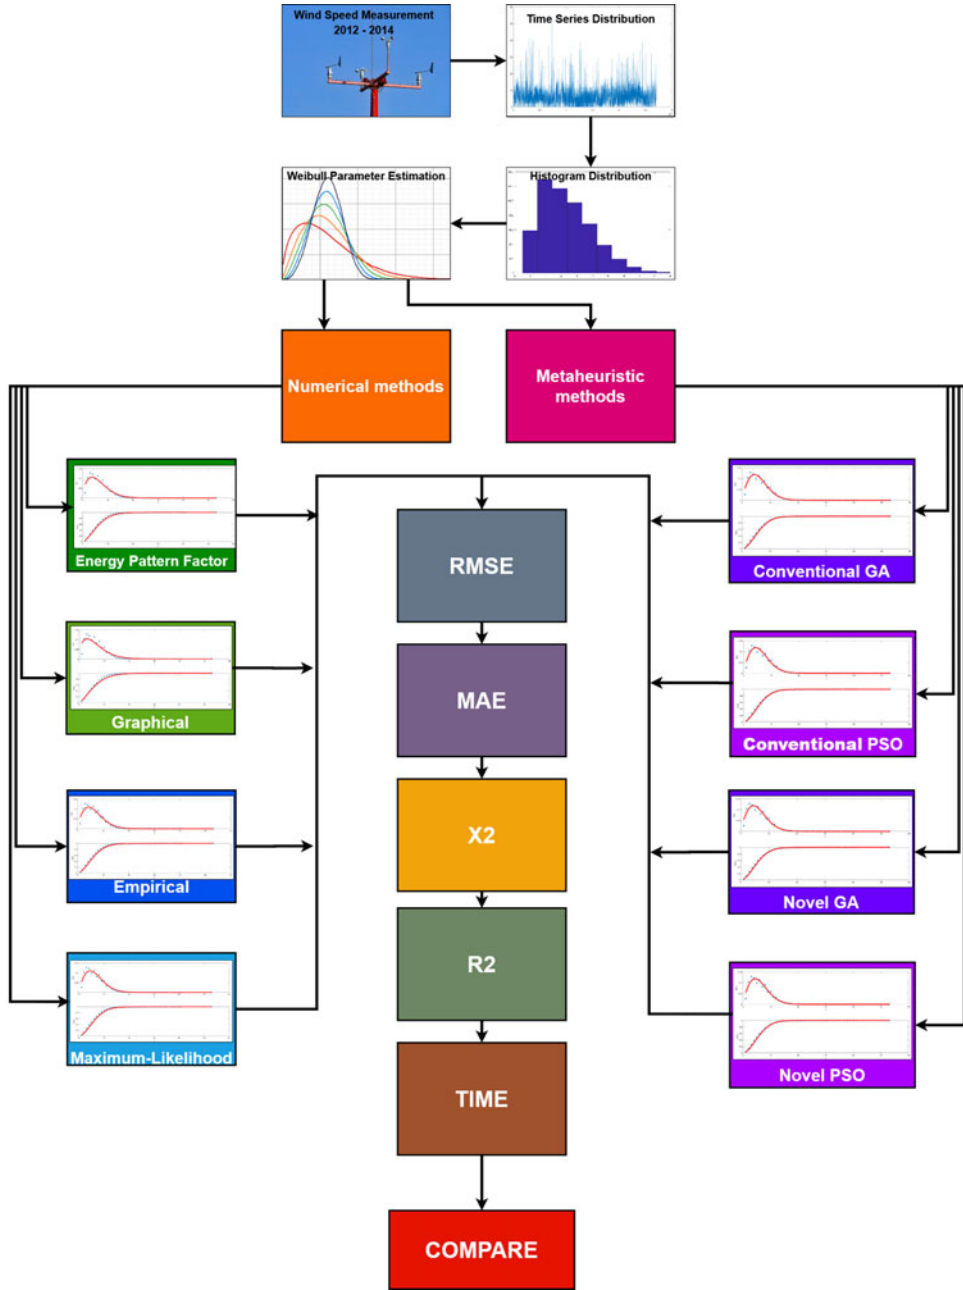 Wind Speed Measurement
2012 - 2014
Time Series Distribution
Weibull Parameter Estimation
Histogram Distribution
Numerical methods
Metaheuristic
methods
Energy Pattern Factor
Graphical
Empirical
Maximum-Likelihood
RMSE
MAE
X2
R2
TIME
COMPARE
Conventional GA
Conventional PSO
Novel GA
Novel PSO